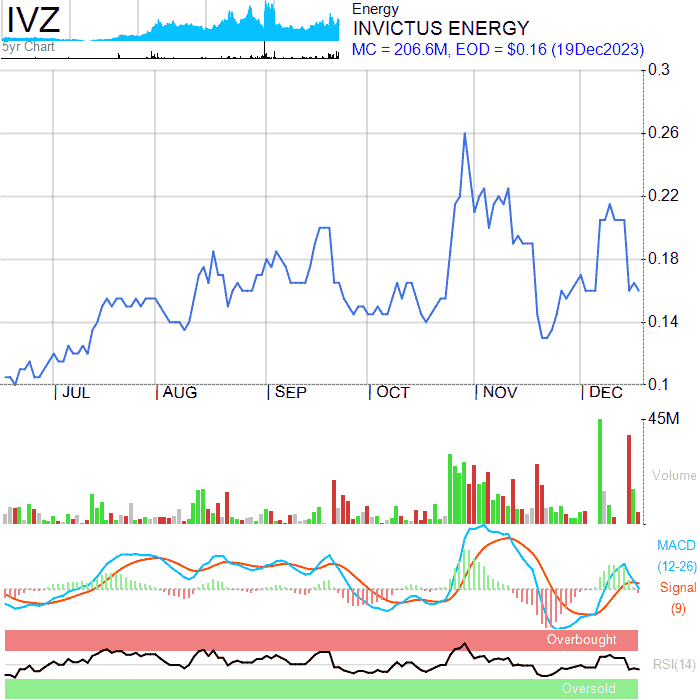 IVZ
5yr Chart
Energy
INVICTUS ENERGY
MC = 206.6M, EOD = $0.16 (19Dec2023)
0.3
0.26
0.22
0.18
0.14
0.1
JUL AUG SEP OCT NOV DEC
45M
Volume
MACD
(12-26)
Signal
(9)
Overbought
RSI(14)
Oversold